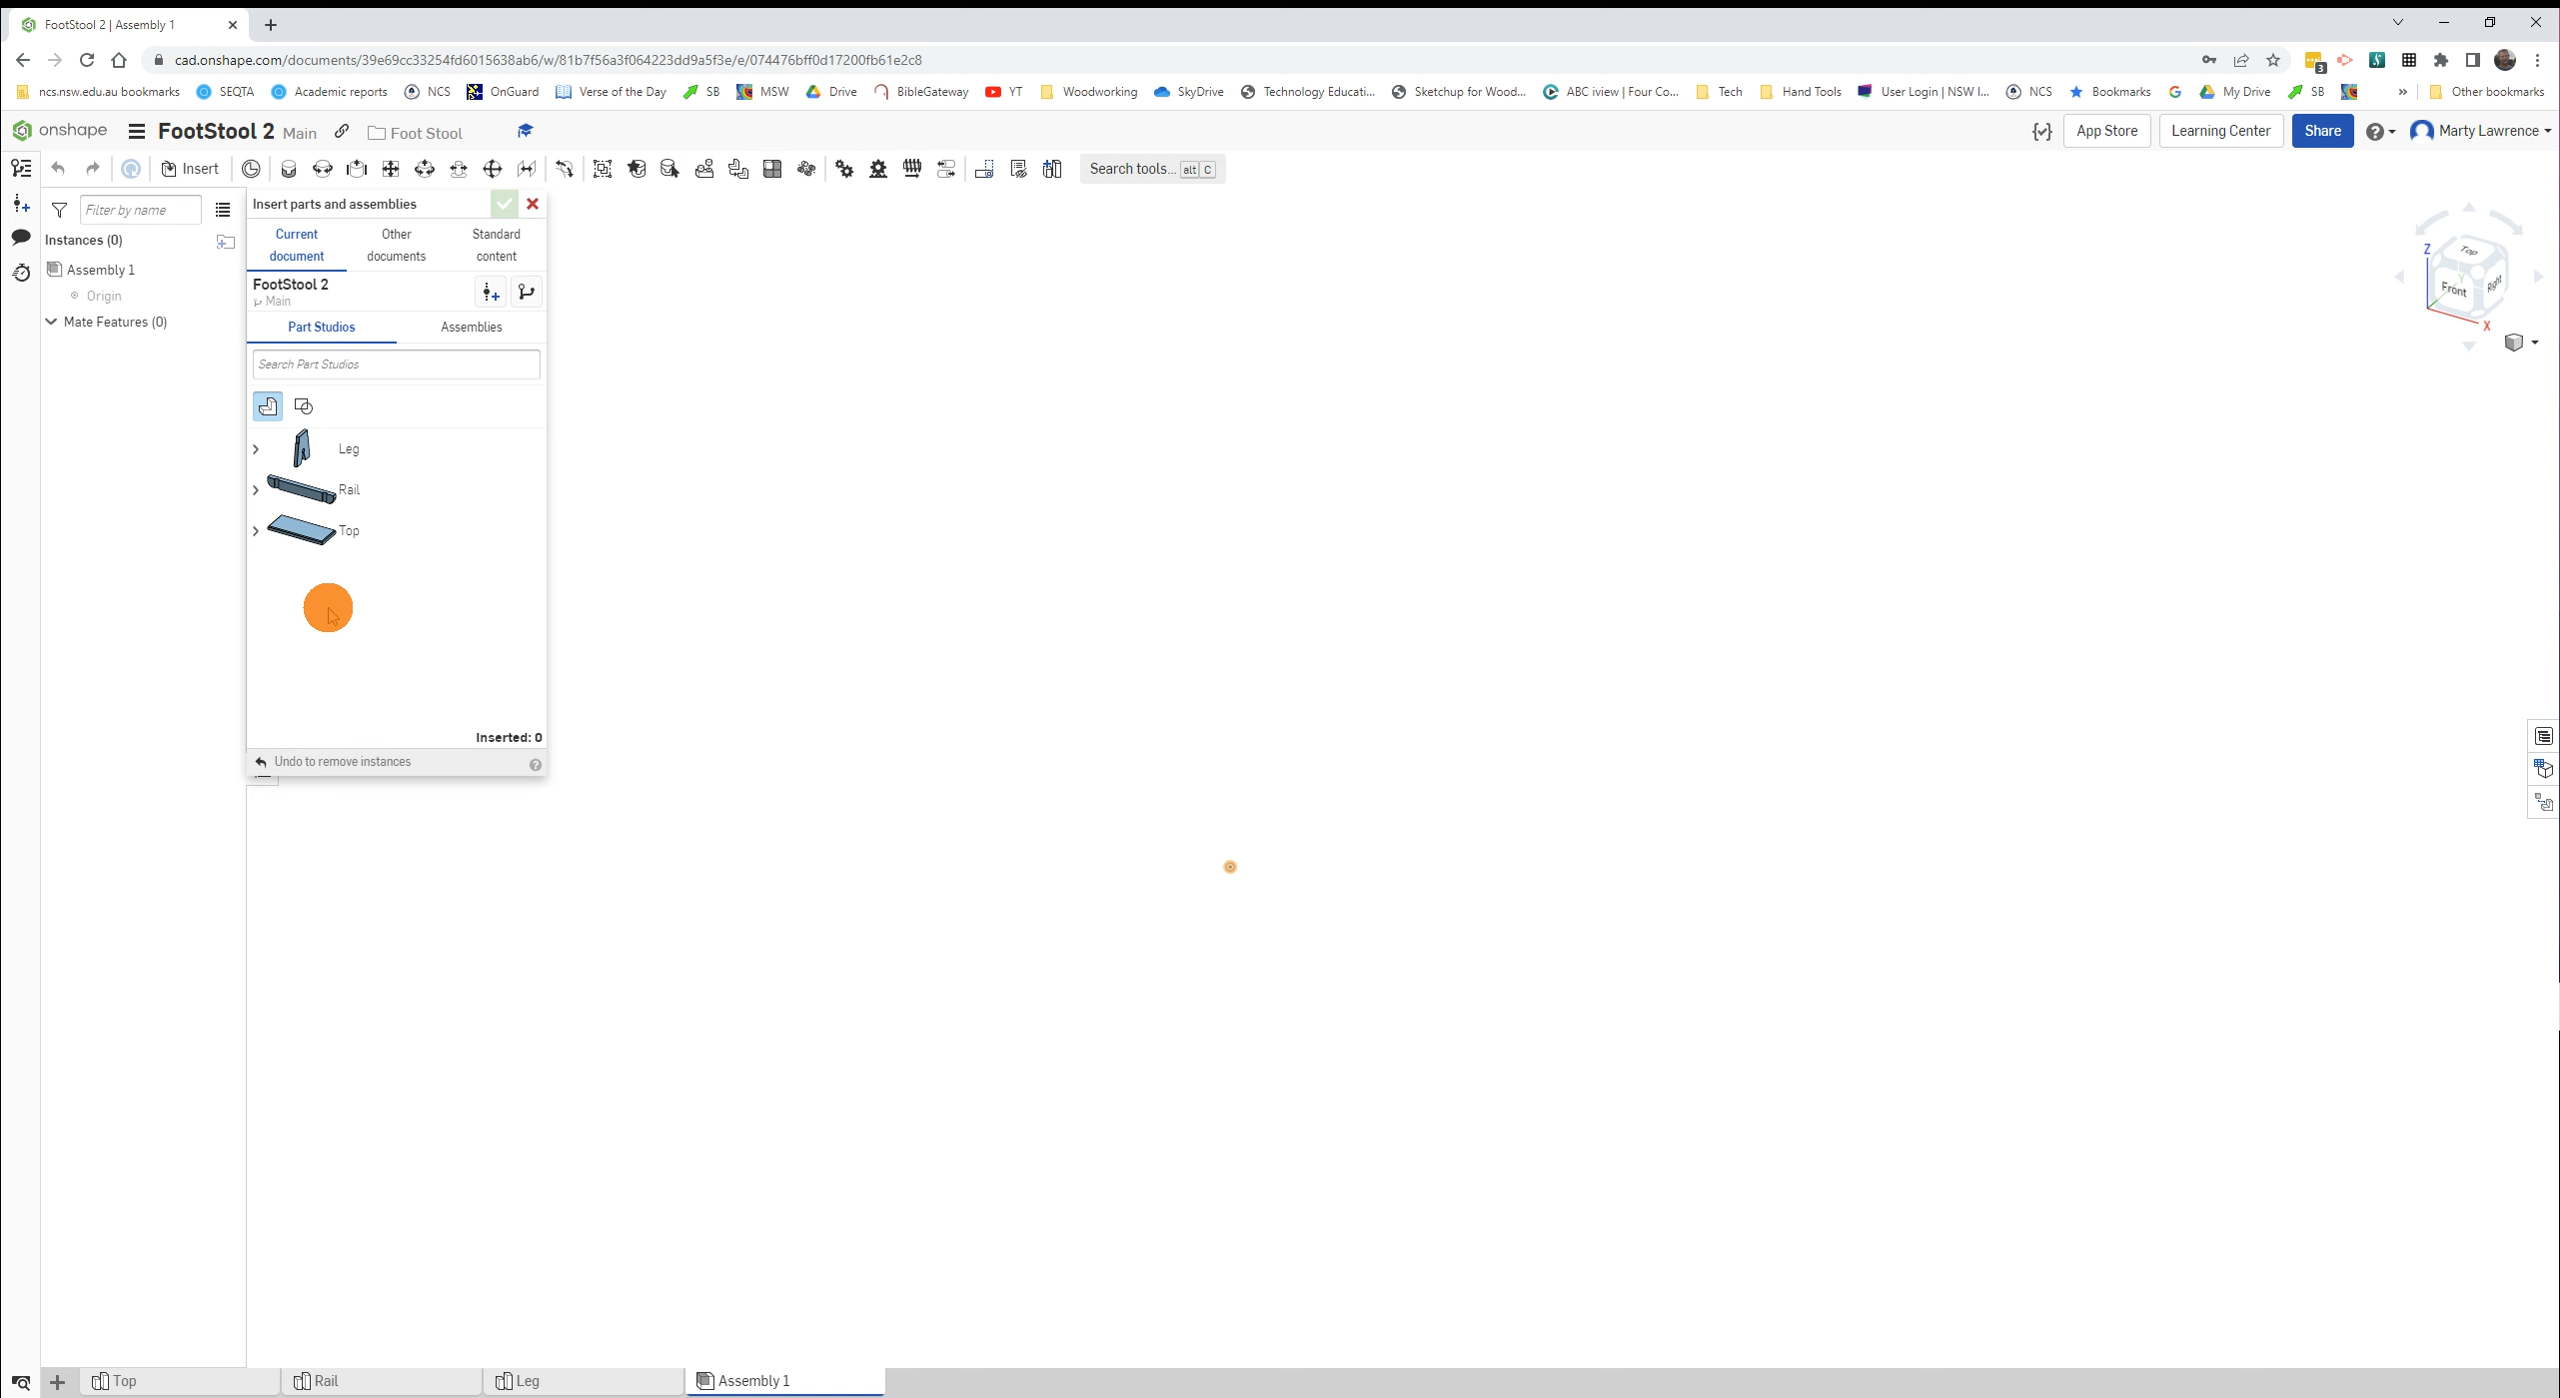 FootStool 2 | Assembly 1
cad.onshape.com/documents/39e69cc33254fd6015638ab6/w/81b7f56a3f064223dd9a5f3e/e/074476bff0d17200fb61e2c8
3
ncs.nsw.edu.au bookmarks SEQTA Academic reports NCS OnGuard Verse of the Day SB MSW Drive BibleGateway YT Woodworking SkyDrive Technology Educati... Sketchup for Wood... ABC iview | Four Co... Tech Hand Tools User Login | NSW I... NCS Bookmarks My Drive SB » Other bookmarks
onshape FootStool 2 Main Foot Stool App Store Learning Center Share Marty Lawrence
Insert Search tools... alt C
Filter by name
Instances (0)
Assembly 1
Origin
Mate Features (0)
Insert parts and assemblies
Current document
Other documents
Standard content
FootStool 2
Main
Part Studios Assemblies
Search Part Studios
Leg
Rail
Top
Inserted: 0
Undo to remove instances
Top
Z
Y
Front Right
X
Top Rail Leg Assembly 1